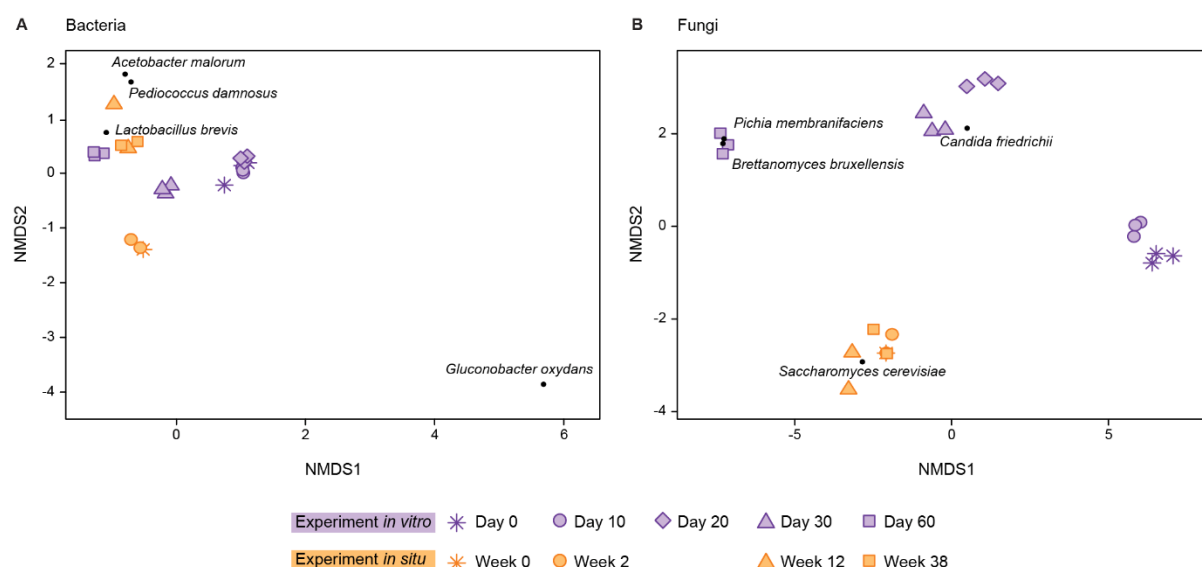 A Bacteria
2
1
0
-1
-2
-3
-4
NMDS2
Acetobacter malorum
Pediococcus damnosus
Lactobacillus brevis
Gluconobacter oxydans
0 2 4 6
NMDS1
B Fungi
2
0
-2
-4
NMDS2
Pichia membranifaciens
Candida friedrichii
Brettanomyces bruxellensis
Saccharomyces cerevisiae
-5 0 5
NMDS1
Experiment in vitro Day 0 Day 10 Day 20 Day 30 Day 60
Experiment in situ Week 0 Week 2 Week 12 Week 38